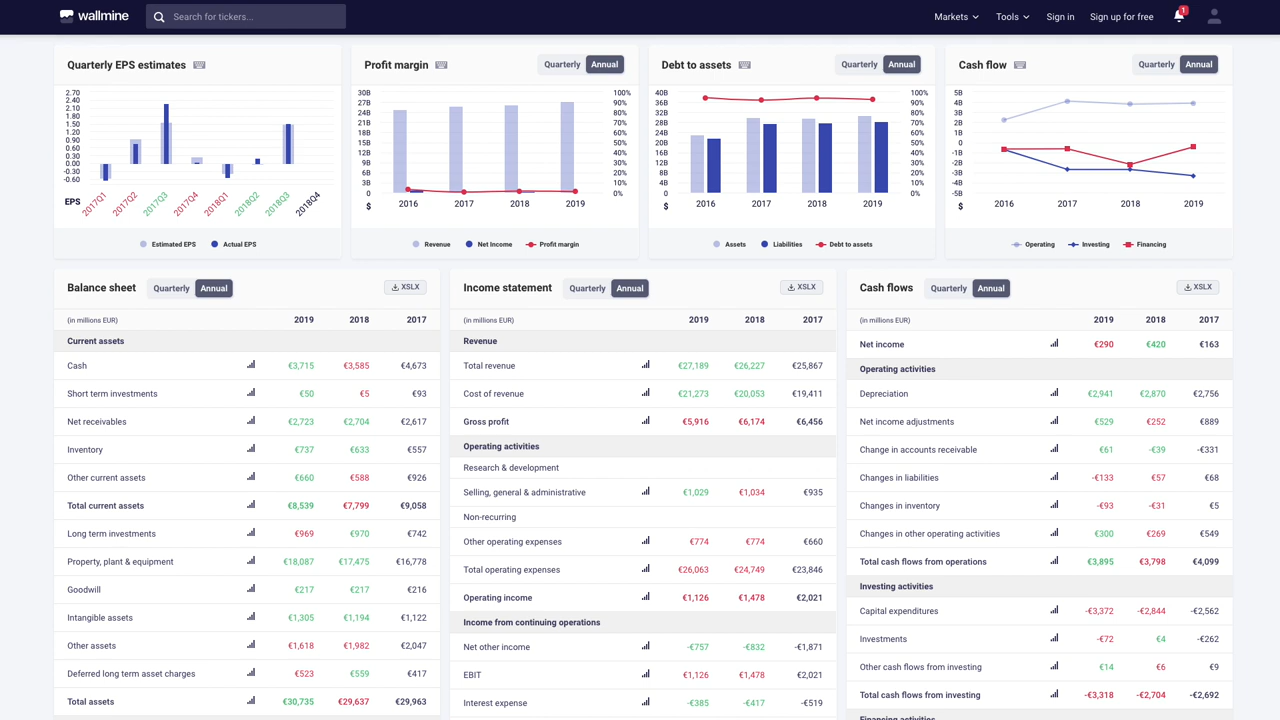 wallmine
Search for tickers...
Markets
Tools
Sign in
Sign up for free
1
Quarterly EPS estimates
2.70
2.40
2.10
1.80
1.50
1.20
0.90
0.60
0.30
0.00
-0.30
-0.60
EPS
2017Q1 2017Q2 2017Q3 2017Q4 2018Q1 2018Q2 2018Q3 2018Q4
Estimated EPS Actual EPS
Profit margin
Quarterly Annual
30B 100%
27B 90%
24B 80%
21B 70%
18B 60%
15B 50%
12B 40%
9B 30%
6B 20%
3B 10%
0 0%
$
2016 2017 2018 2019
Revenue Net Income Profit margin
Debt to assets
Quarterly Annual
40B 100%
36B 90%
32B 80%
28B 70%
24B 60%
20B 50%
16B 40%
12B 30%
8B 20%
4B 10%
0 0%
$
2016 2017 2018 2019
Assets Liabilities Debt to assets
Cash flow
Quarterly Annual
5B
4B
3B
2B
1B
0
-1B
-2B
-3B
-4B
-5B
$
2016 2017 2018 2019
Operating Investing Financing
Balance sheet Quarterly Annual XSLX
(in millions EUR) 2019 2018 2017
Current assets
Cash €3,715 €3,585 €4,673
Short term investments €50 €5 €93
Net receivables €2,723 €2,704 €2,617
Inventory €737 €633 €557
Other current assets €660 €588 €926
Total current assets €8,539 €7,799 €9,058
Long term investments €969 €970 €742
Property, plant & equipment €18,087 €17,475 €16,778
Goodwill €217 €217 €216
Intangible assets €1,305 €1,194 €1,122
Other assets €1,618 €1,982 €2,047
Deferred long term asset charges €523 €559 €417
Total assets €30,735 €29,637 €29,963
Income statement Quarterly Annual XSLX
(in millions EUR) 2019 2018 2017
Revenue
Total revenue €27,189 €26,227 €25,867
Cost of revenue €21,273 €20,053 €19,411
Gross profit €5,916 €6,174 €6,456
Operating activities
Research & development
Selling, general & administrative €1,029 €1,034 €935
Non-recurring
Other operating expenses €774 €774 €660
Total operating expenses €26,063 €24,749 €23,846
Operating income €1,126 €1,478 €2,021
Income from continuing operations
Net other income -€757 -€832 -€1,871
EBIT €1,126 €1,478 €2,021
Interest expense -€385 -€417 -€519
Cash flows Quarterly Annual XSLX
(in millions EUR) 2019 2018 2017
Net income €290 €420 €163
Operating activities
Depreciation €2,941 €2,870 €2,756
Net income adjustments €529 €252 €889
Change in accounts receivable €61 -€39 -€331
Changes in liabilities -€133 €57 €68
Changes in inventory -€93 -€31 €5
Changes in other operating activities €300 €269 €549
Total cash flows from operations €3,895 €3,798 €4,099
Investing activities
Capital expenditures -€3,372 -€2,844 -€2,562
Investments -€72 €4 -€262
Other cash flows from investing €14 €6 €9
Total cash flows from investing -€3,318 -€2,704 -€2,692
Financing activities